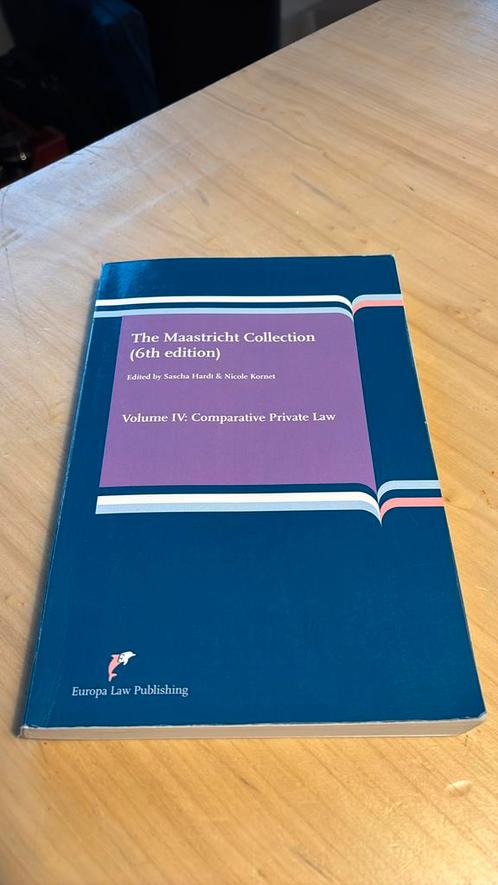 The Maastricht Collection
(6th edition)
Edited by Sascha Hardt & Nicole Kornet
Volume IV: Comparative Private Law
Europa Law Publishing